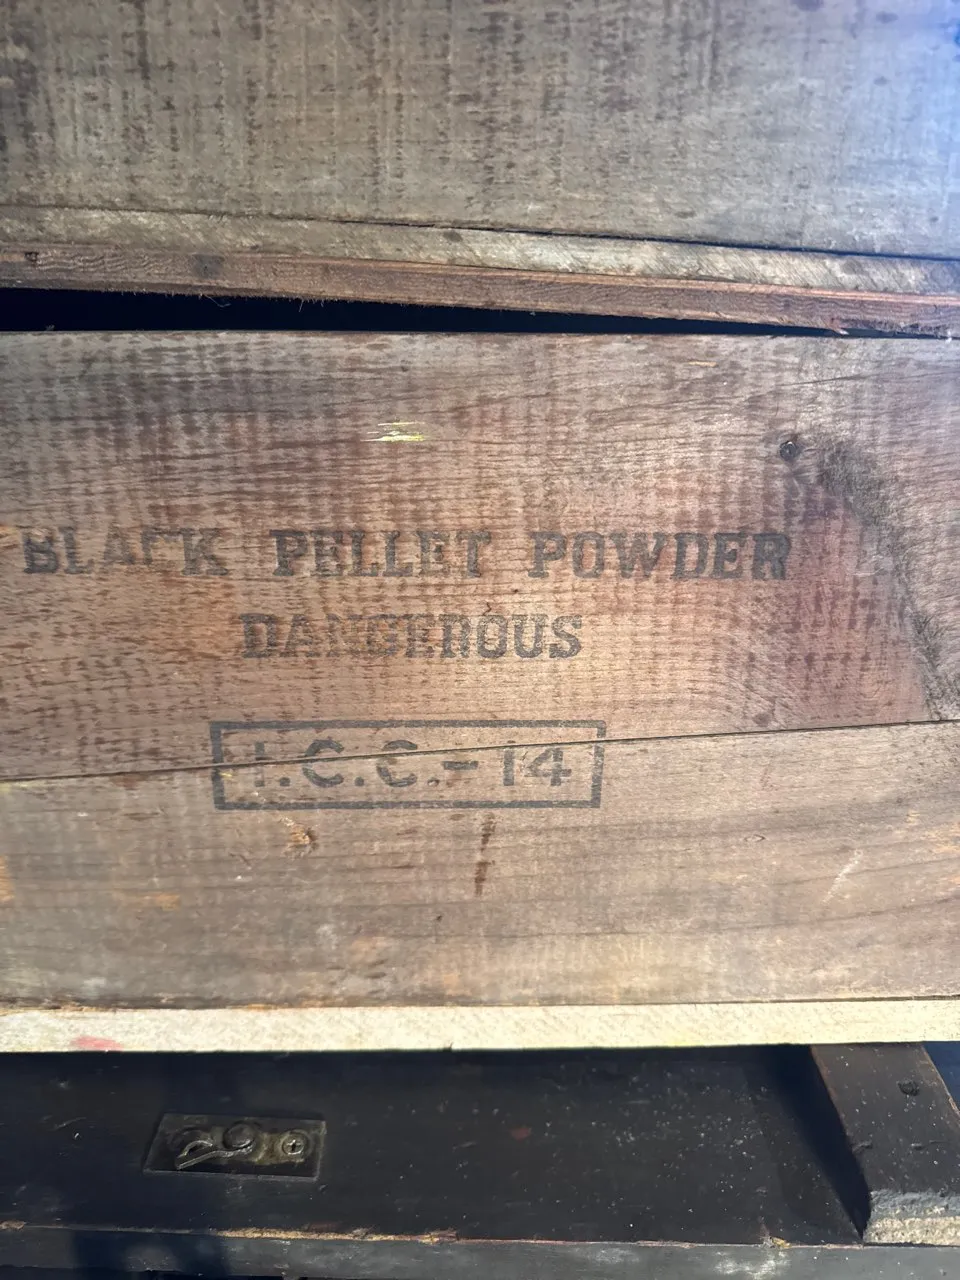 BLACK PELLET POWDER
DANGEROUS
I.C.C.-14